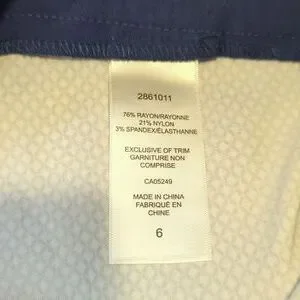 2861011
76% RAYON/RAYONNE
21% NYLON
3% SPANDEX/ÉLASTHANNE
EXCLUSIVE OF TRIM
GARNITURE NON
COMPRISE
CA05249
MADE IN CHINA
FABRIQUÉ EN
CHINE
6